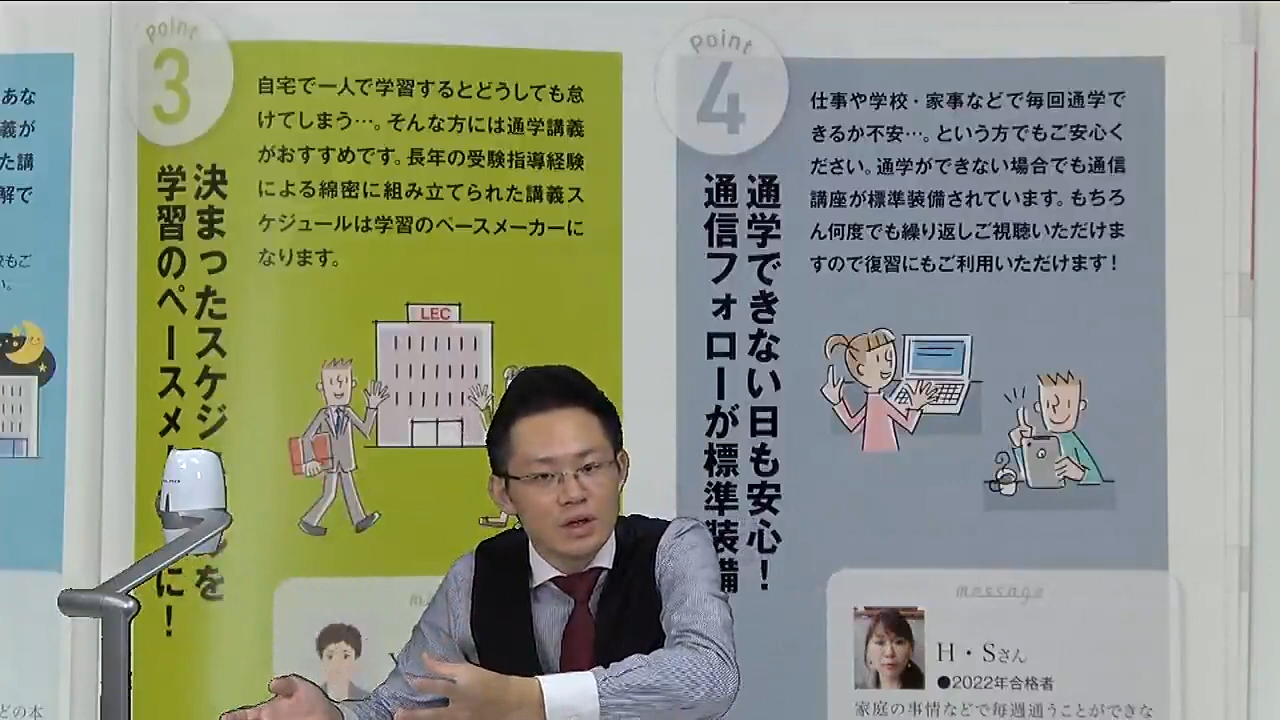 あな
義が
た講
解で
校もご
い。
どの本
Point
3
決まったスケジ
を
学習のペースメ
に！
自宅で一人で学習するとどうしても怠
けてしまう…。そんな方には通学講義
がおすすめです。長年の受験指導経験
による綿密に組み立てられた講義ス
ケジュールは学習のペースメーカーに
なります。
LEC
Point
4
通学できない日も安心！
通信フォローが標準装備
仕事や学校・家事などで毎回通学で
きるか不安…。という方でもご安心く
ださい。通学ができない場合でも通信
講座が標準装備されています。もちろ
ん何度でも繰り返しご視聴いただけま
すので復習にもご利用いただけます！
message
H・Sさん
●2022年合格者
家庭の事情などで毎週通うことができな